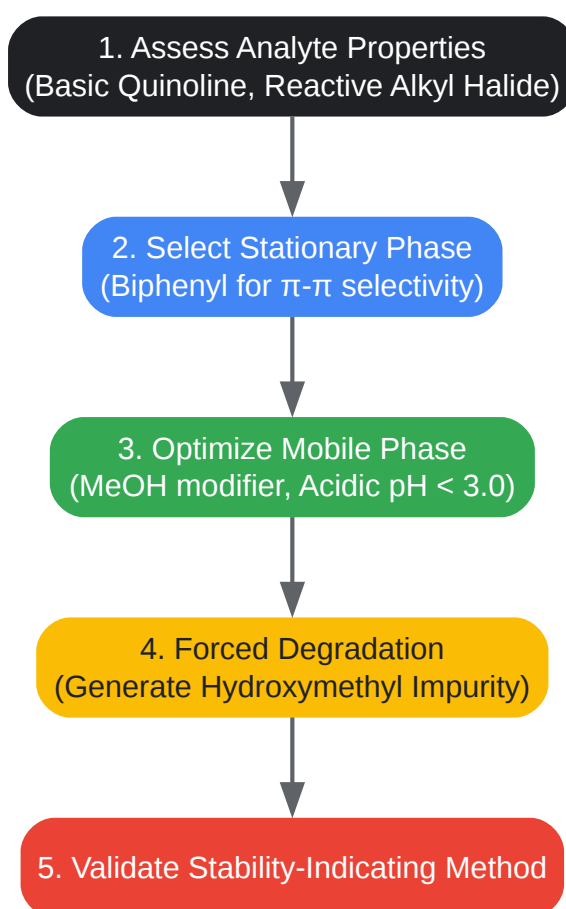 1. Assess Analyte Properties
(Basic Quinoline, Reactive Alkyl Halide)
2. Select Stationary Phase
(Biphenyl for π-π selectivity)
3. Optimize Mobile Phase
(MeOH modifier, Acidic pH < 3.0)
4. Forced Degradation
(Generate Hydroxymethyl Impurity)
5. Validate Stability-Indicating Method